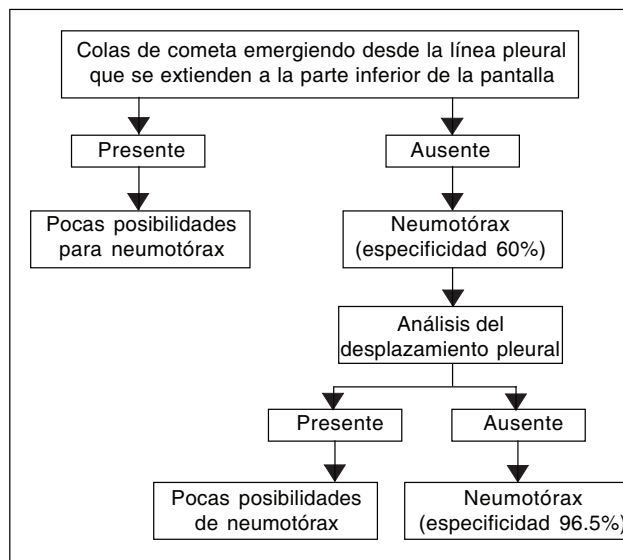 Colas de cometa emergiendo desde la línea pleural
que se extienden a la parte inferior de la pantalla
Presente
Ausente
Pocas posibilidades
para neumotórax
Neumotórax
(especificidad 60%)
Análisis del
desplazamiento pleural
Presente
Ausente
Pocas posibilidades
de neumotórax
Neumotórax
(especificidad 96.5%)